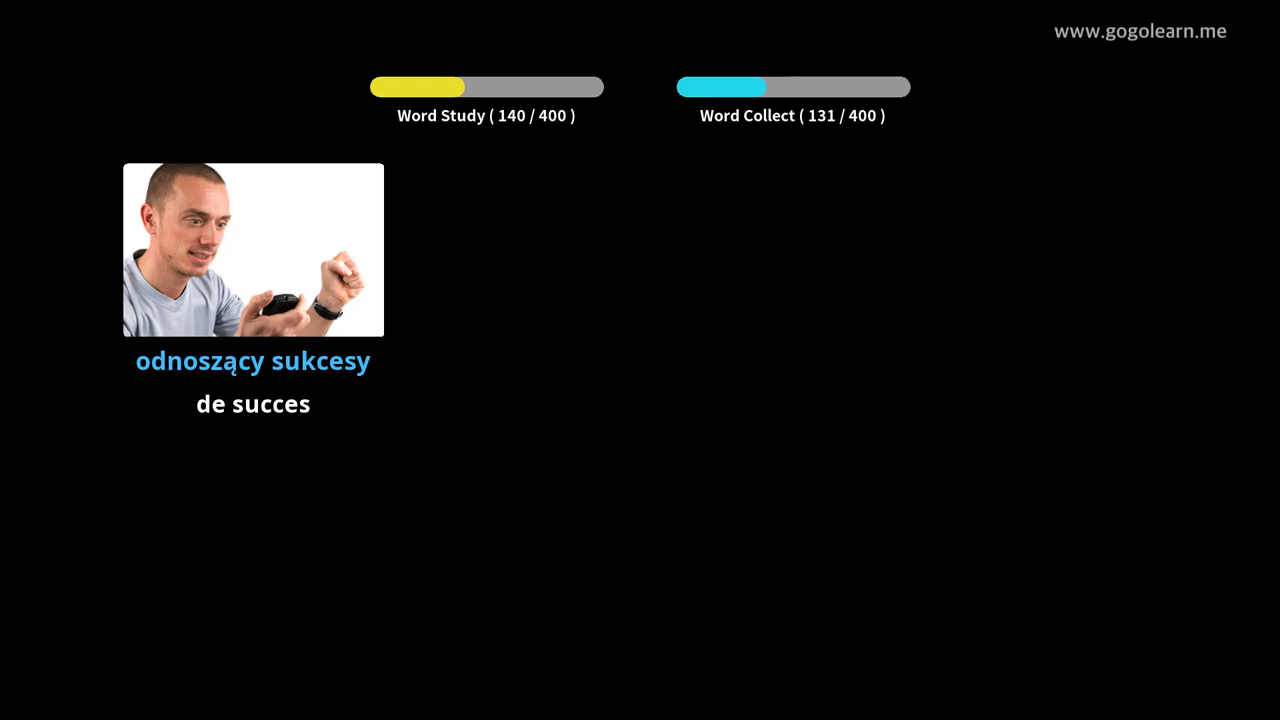 www.gogolearn.me
Word Study ( 140 / 400 )
Word Collect ( 131 / 400 )
odnoszący sukcesy
de succes